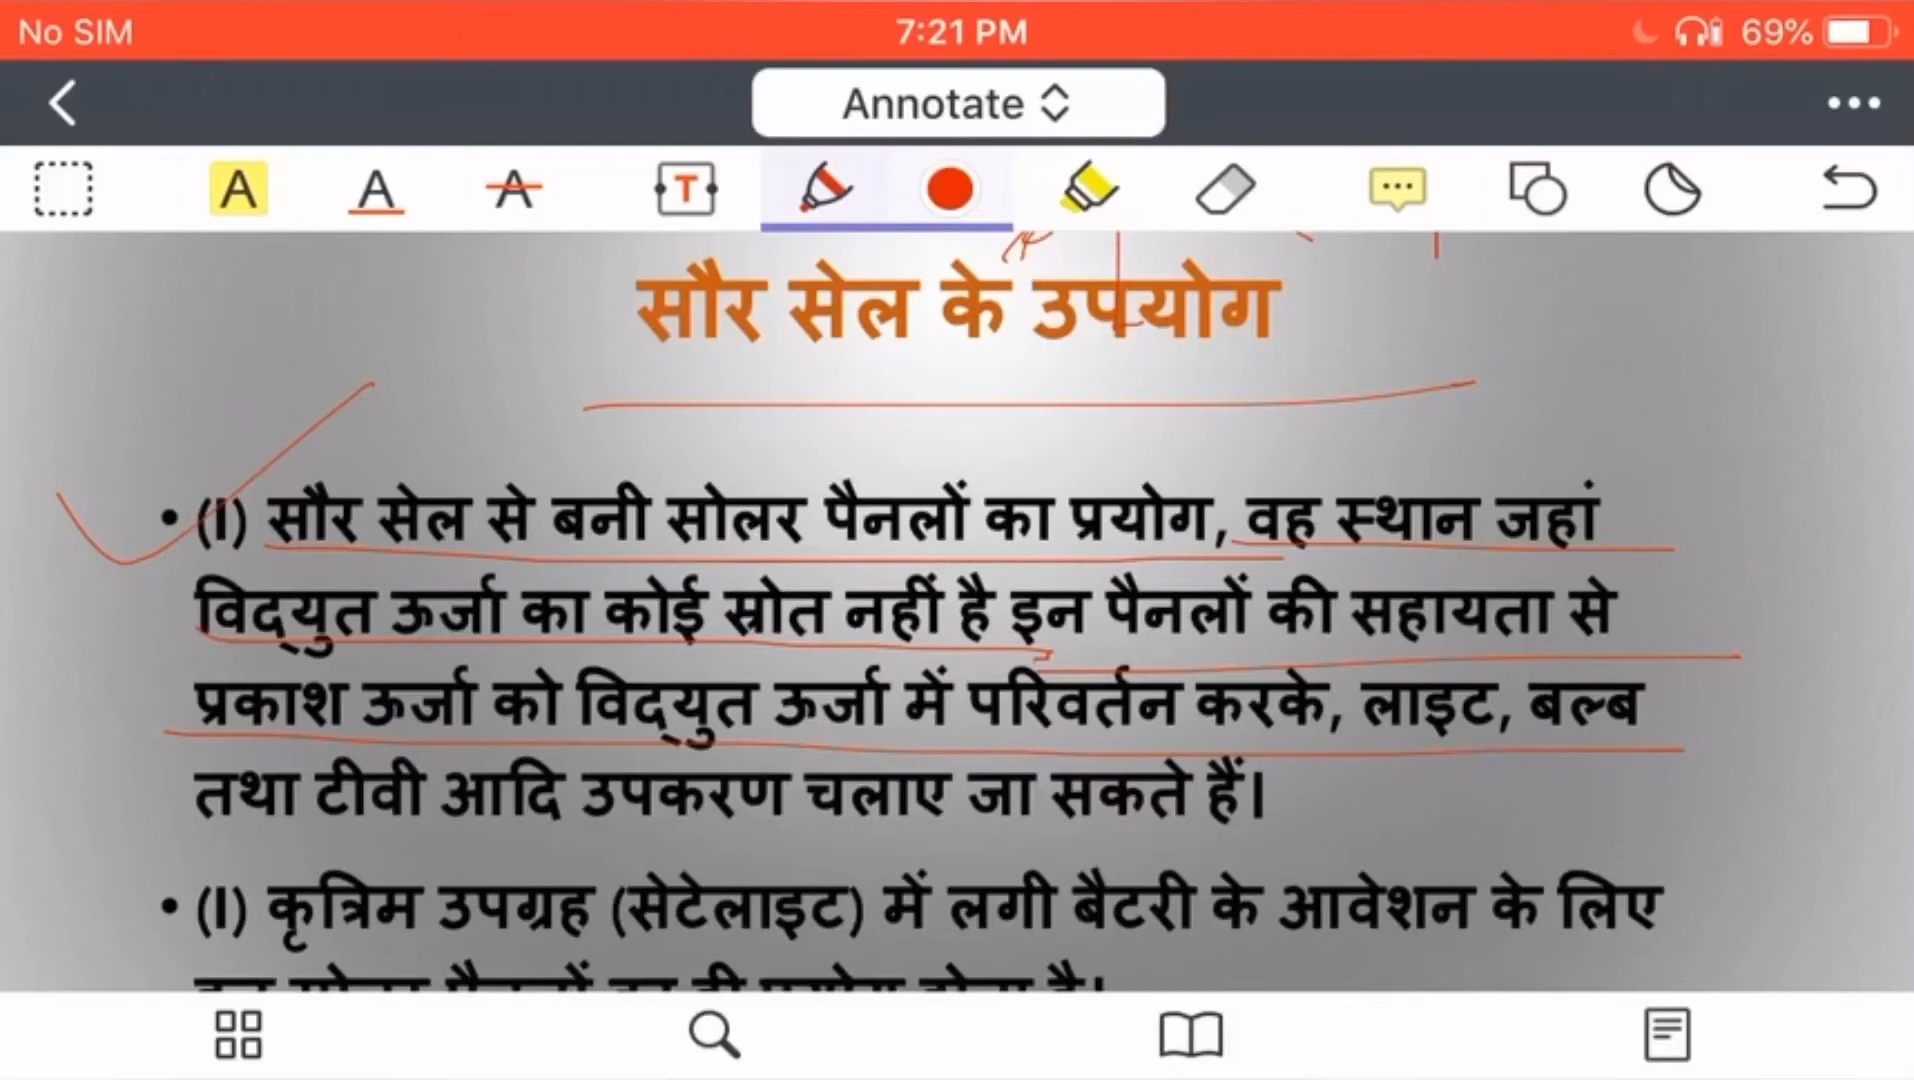 No SIM 7:21 PM 69%
Annotate
सौर सेल के उपयोग
• (I) सौर सेल से बनी सोलर पैनलों का प्रयोग, वह स्थान जहां
विद्युत ऊर्जा का कोई स्रोत नहीं है इन पैनलों की सहायता से
प्रकाश ऊर्जा को विद्युत ऊर्जा में परिवर्तन करके, लाइट, बल्ब
तथा टीवी आदि उपकरण चलाए जा सकते हैं।
• (I) कृत्रिम उपग्रह (सेटेलाइट) में लगी बैटरी के आवेशन के लिए